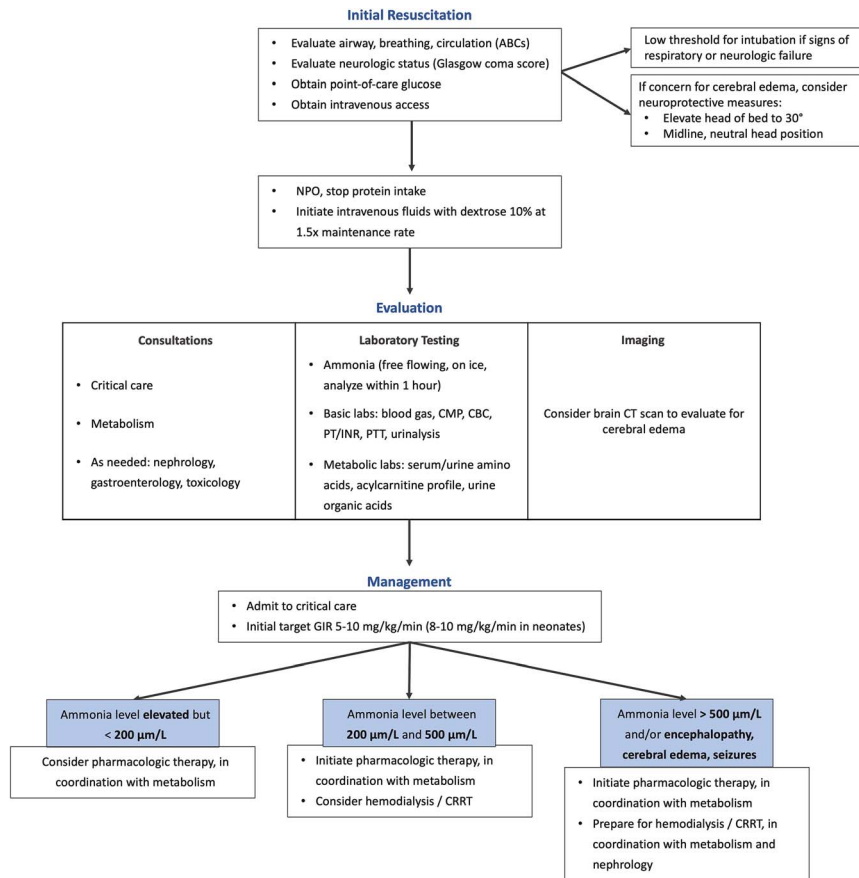 Initial Resuscitation
• Evaluate airway, breathing, circulation (ABCs)
• Evaluate neurologic status (Glasgow coma score)
• Obtain point-of-care glucose
• Obtain intravenous access
Low threshold for intubation if signs of
respiratory or neurologic failure
If concern for cerebral edema, consider
neuroprotective measures:
• Elevate head of bed to 30°
• Midline, neutral head position
• NPO, stop protein intake
• Initiate intravenous fluids with dextrose 10% at
1.5x maintenance rate
Evaluation
Consultations
• Critical care
• Metabolism
• As needed: nephrology,
gastroenterology, toxicology
Laboratory Testing
• Ammonia (free flowing, on ice,
analyze within 1 hour)
• Basic labs: blood gas, CMP, CBC,
PT/INR, PTT, urinalysis
• Metabolic labs: serum/urine amino
acids, acylcarnitine profile, urine
organic acids
Imaging
Consider brain CT scan to evaluate for
cerebral edema
Management
• Admit to critical care
• Initial target GIR 5-10 mg/kg/min (8-10 mg/kg/min in neonates)
Ammonia level elevated but
< 200 µm/L
Consider pharmacologic therapy, in
coordination with metabolism
Ammonia level between
200 µm/L and 500 µm/L
• Initiate pharmacologic therapy, in
coordination with metabolism
• Consider hemodialysis / CRRT
Ammonia level > 500 µm/L
and/or encephalopathy,
cerebral edema, seizures
• Initiate pharmacologic therapy, in
coordination with metabolism
• Prepare for hemodialysis / CRRT, in
coordination with metabolism and
nephrology